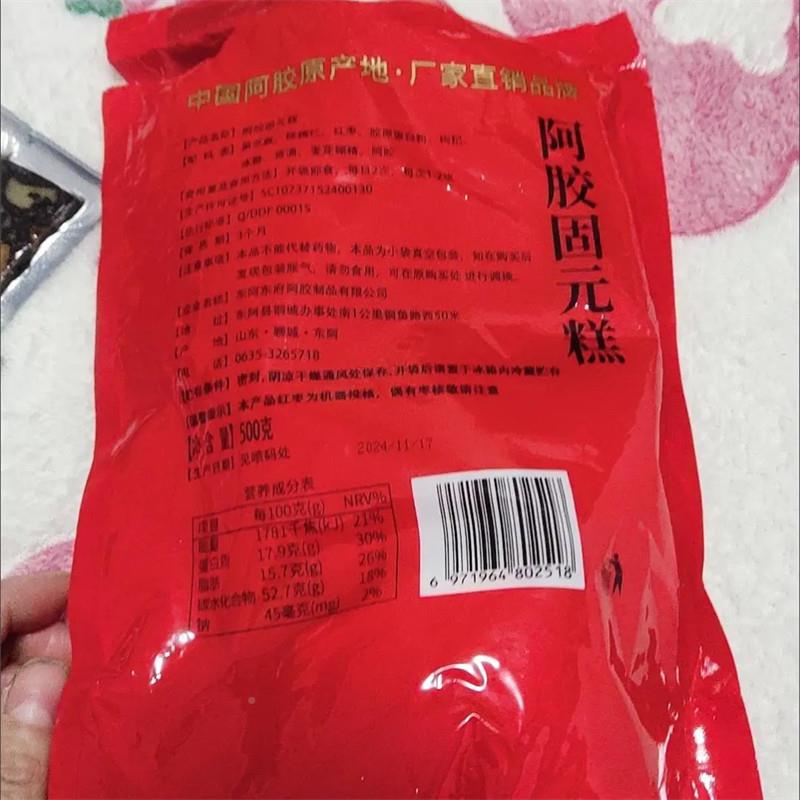 中国阿胶原产地·厂家直销品牌
阿胶固元糕
【产品名称】阿胶固元糕
【配 料 表】黑芝麻、核桃仁、红枣、胶原蛋白粉、枸杞、
冰糖、黄酒、麦芽糊精、阿胶
【食用量及食用方法】开袋即食，每日2次，每次1-2块
【生产许可证号】SC10737152400130
【执行标准】Q/DDF 0001S
【保 质 期】3个月
【注意事项】本品不能代替药物，本品为小袋真空包装，如在购买后
发现包装胀气，请勿食用，可在原购买处进行调换。
【企业名称】东阿东府阿胶制品有限公司
【地 址】东阿县铜城办事处南1公里铜鱼路西50米
【产 地】山东·聊城·东阿
【电 话】0635-3265718
【贮存条件】密封，阴凉干燥通风处保存，开袋后请置于冰箱内冷藏贮存
【温馨提示】本产品红枣为机器拔核，偶有枣核敬请注意
【净含量】500克
【生产日期】见喷码处
2024/11/17
营养成分表
项目 每100克(g) NRV%
能量 1781千焦(kJ) 21%
蛋白质 17.9克(g) 30%
脂肪 15.7克(g) 26%
碳水化合物 52.7克(g) 18%
钠 45毫克(mg) 2%
6 971964 802518